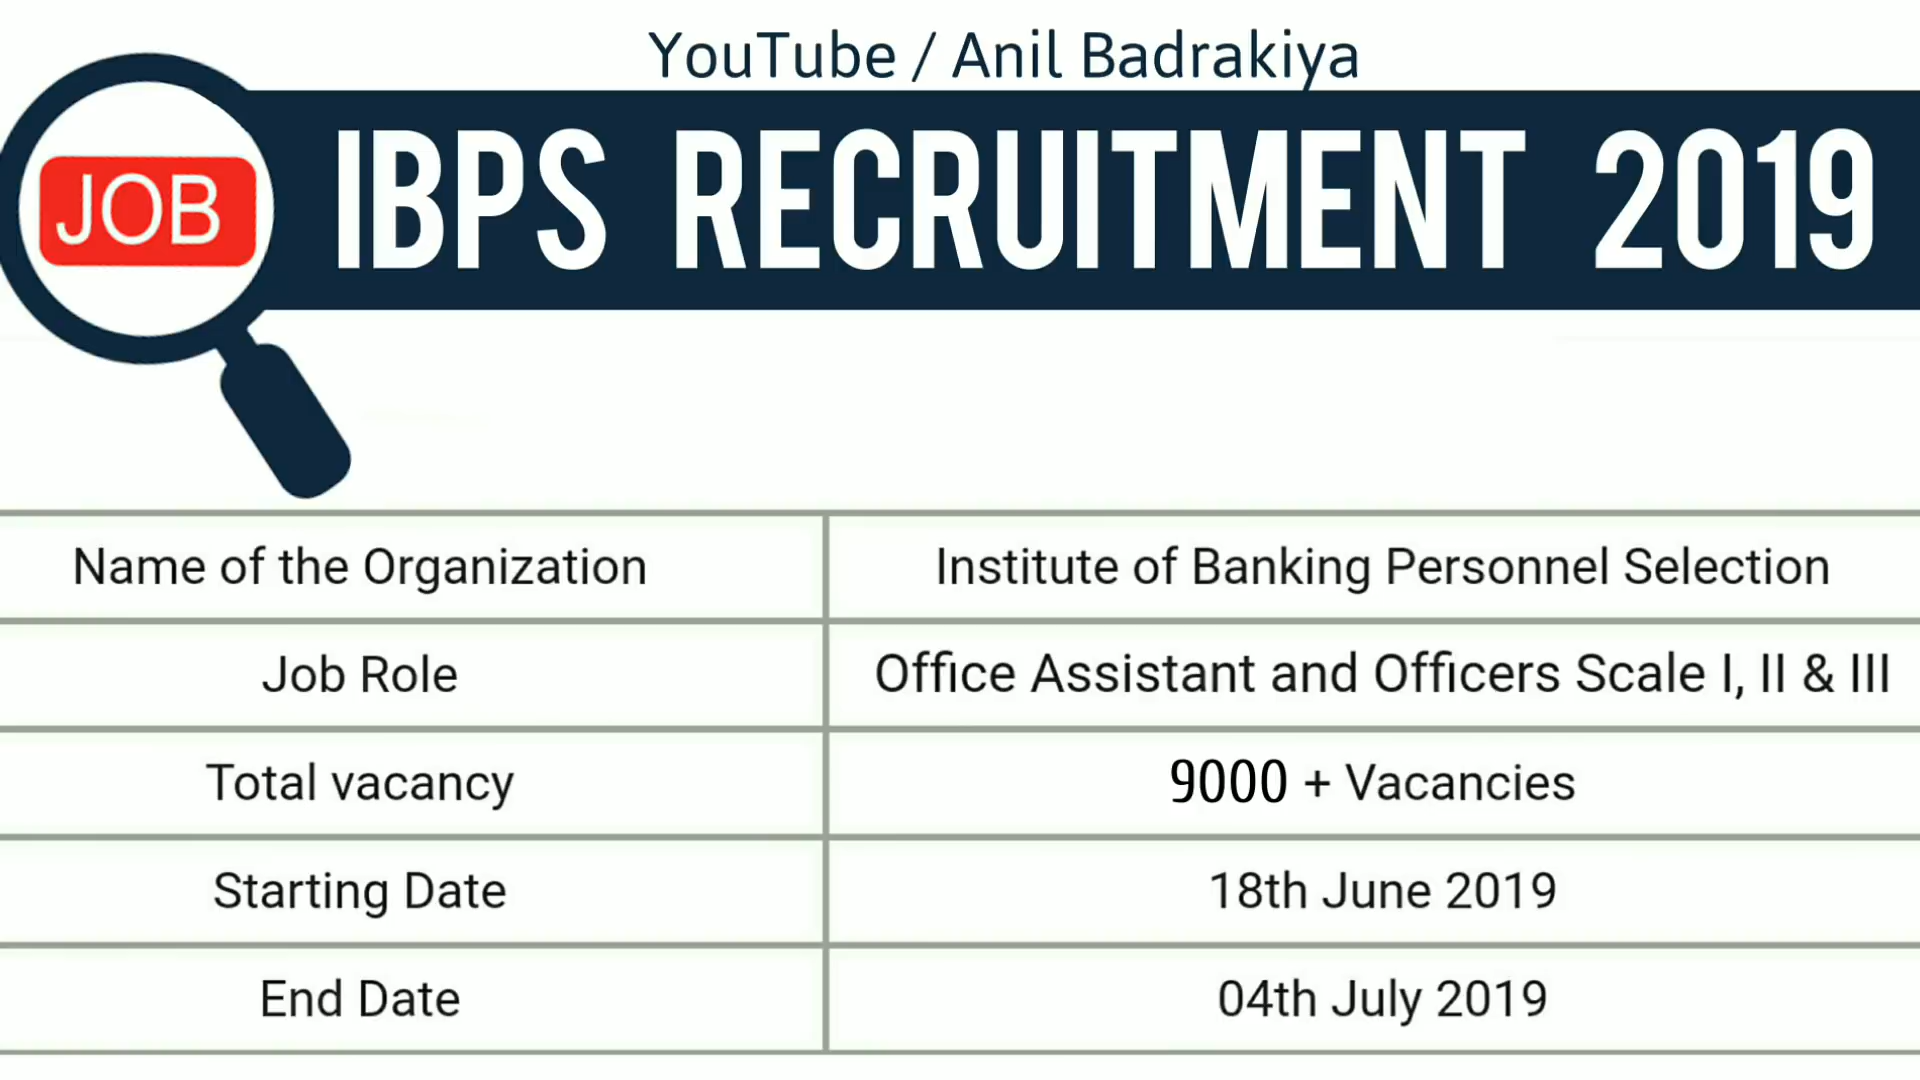 YouTube / Anil Badrakiya
JOB
IBPS RECRUITMENT 2019
Name of the Organization
Institute of Banking Personnel Selection
Job Role
Office Assistant and Officers Scale I, II & III
Total vacancy
9000 + Vacancies
Starting Date
18th June 2019
End Date
04th July 2019